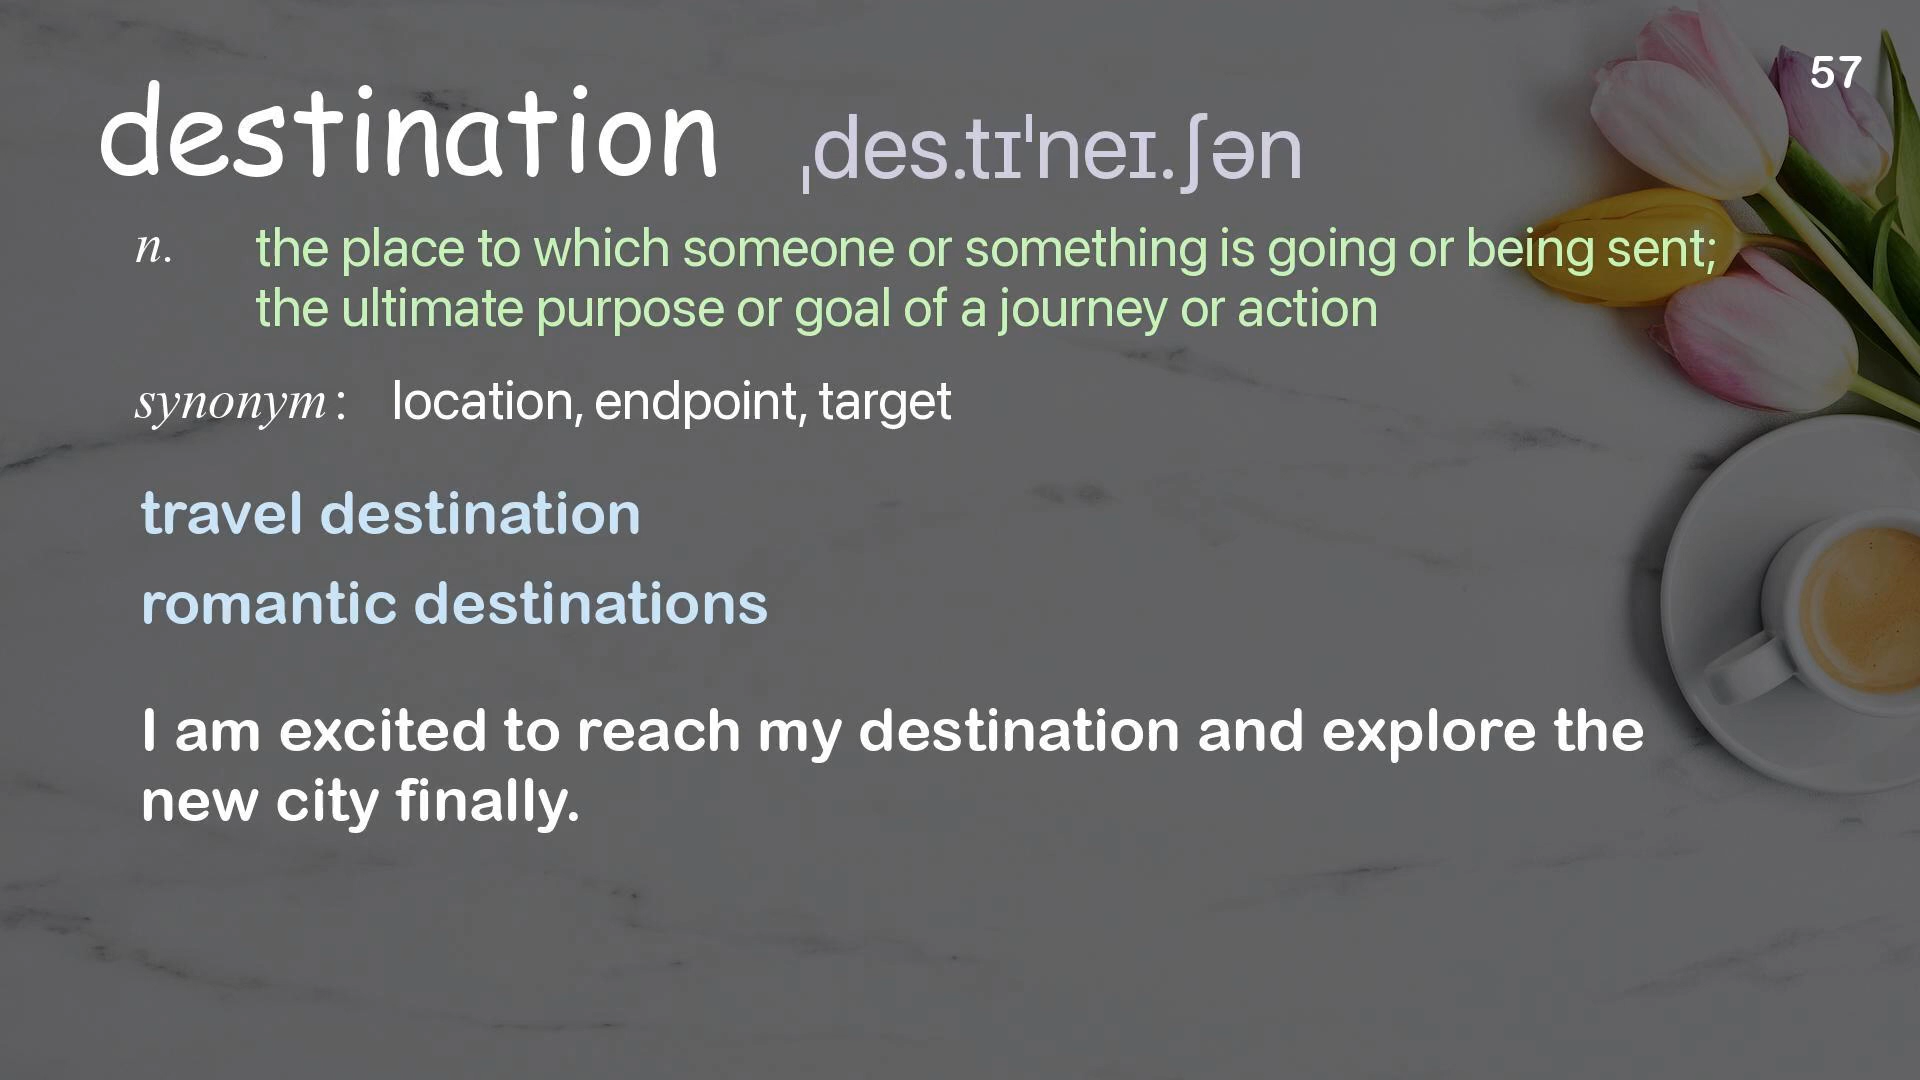 57
destination ˌdes.tɪˈneɪ.ʃən
n. the place to which someone or something is going or being sent;
the ultimate purpose or goal of a journey or action
synonym : location, endpoint, target
travel destination
romantic destinations
I am excited to reach my destination and explore the
new city finally.